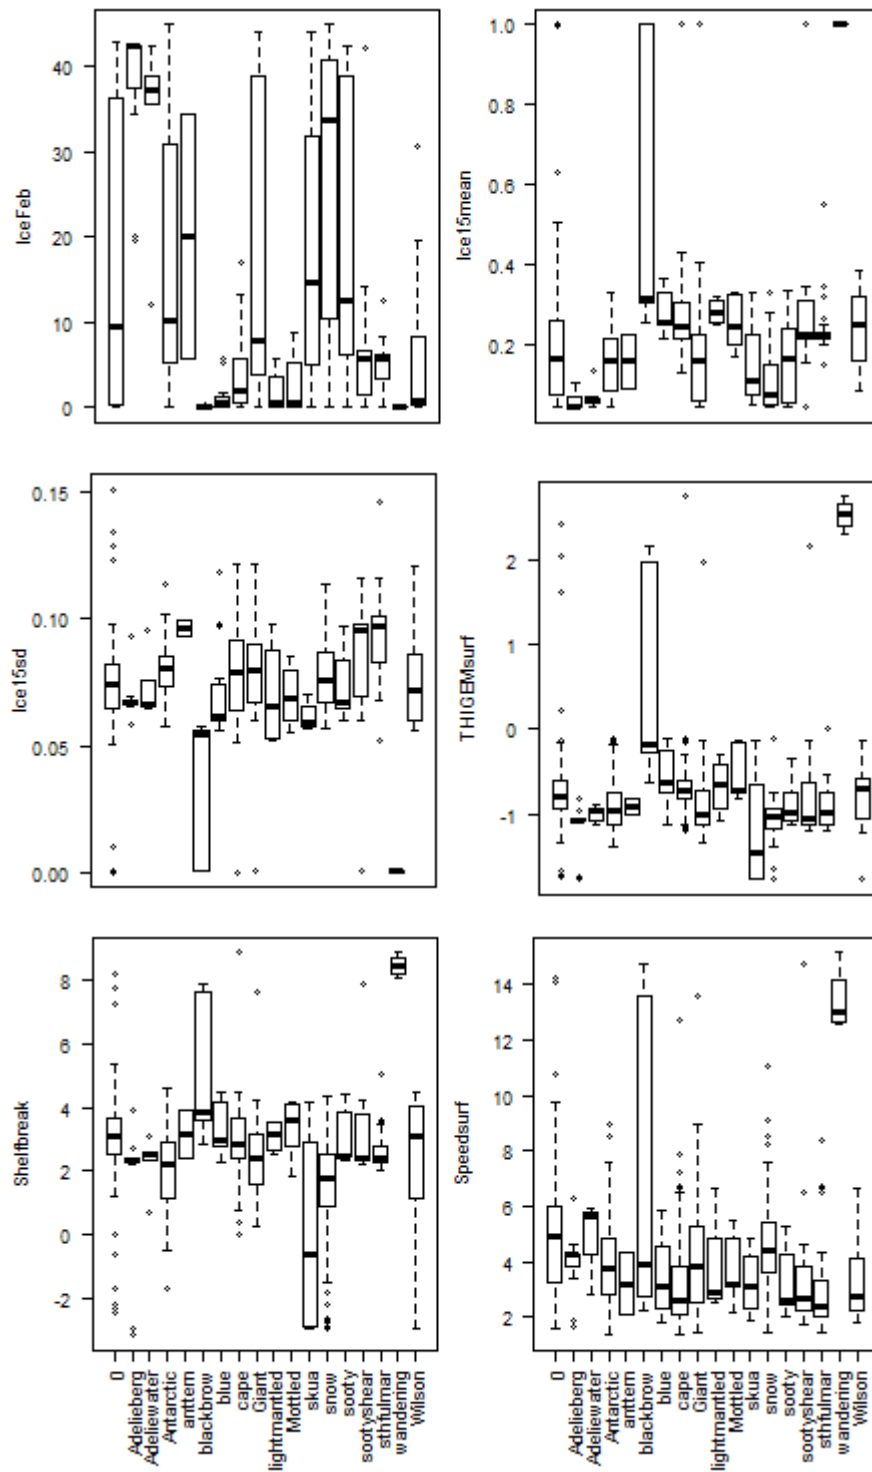 IceFeb
40
30
20
10
0
Ice15mean
1.0
0.8
0.6
0.4
0.2
Ice15sd
0.15
0.10
0.05
0.00
THIGEMsurf
2
1
0
-1
Shelfbreak
8
6
4
2
0
-2
Speedsurf
14
12
10
8
6
4
2
0
Adelieberg
Adeliewater
Antarctic
anttern
blackbrow
blue
cape
Giant
lightmantled
Mottled
skua
snow
sooty
sootyshear
sthfulmar
wandering
Wilson
0
Adelieberg
Adeliewater
Antarctic
anttern
blackbrow
blue
cape
Giant
lightmantled
Mottled
skua
snow
sooty
sootyshear
sthfulmar
wandering
Wilson